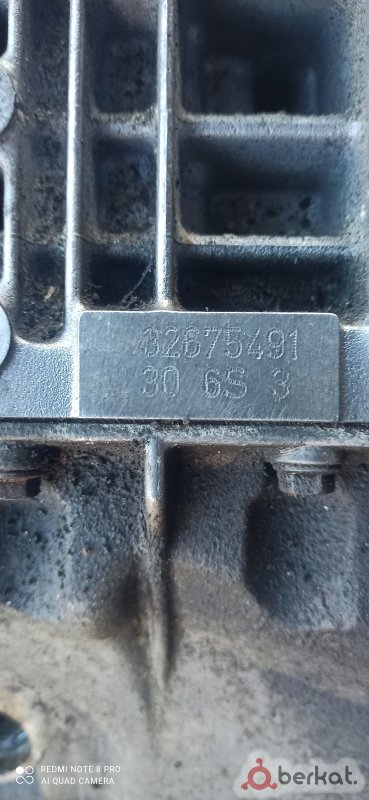 32675491
30 6S 3
REDMI NOTE 8 PRO
AI QUAD CAMERA
berkat.